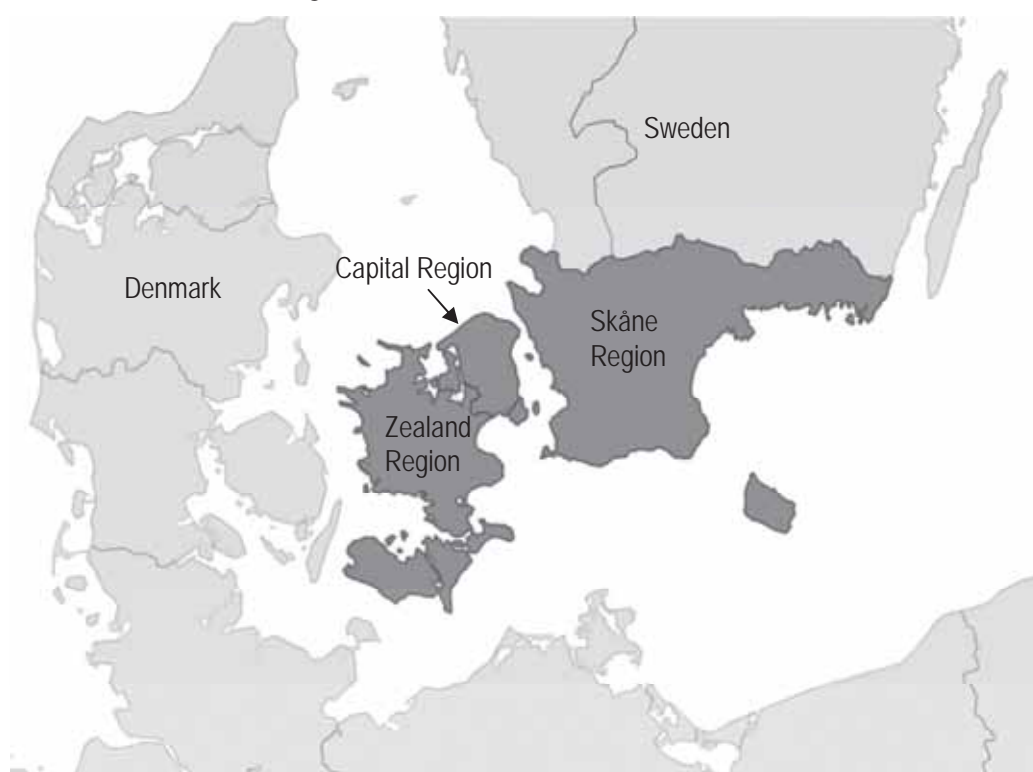 Sweden
Capital Region
Denmark
Skåne
Region
Zealand
Region